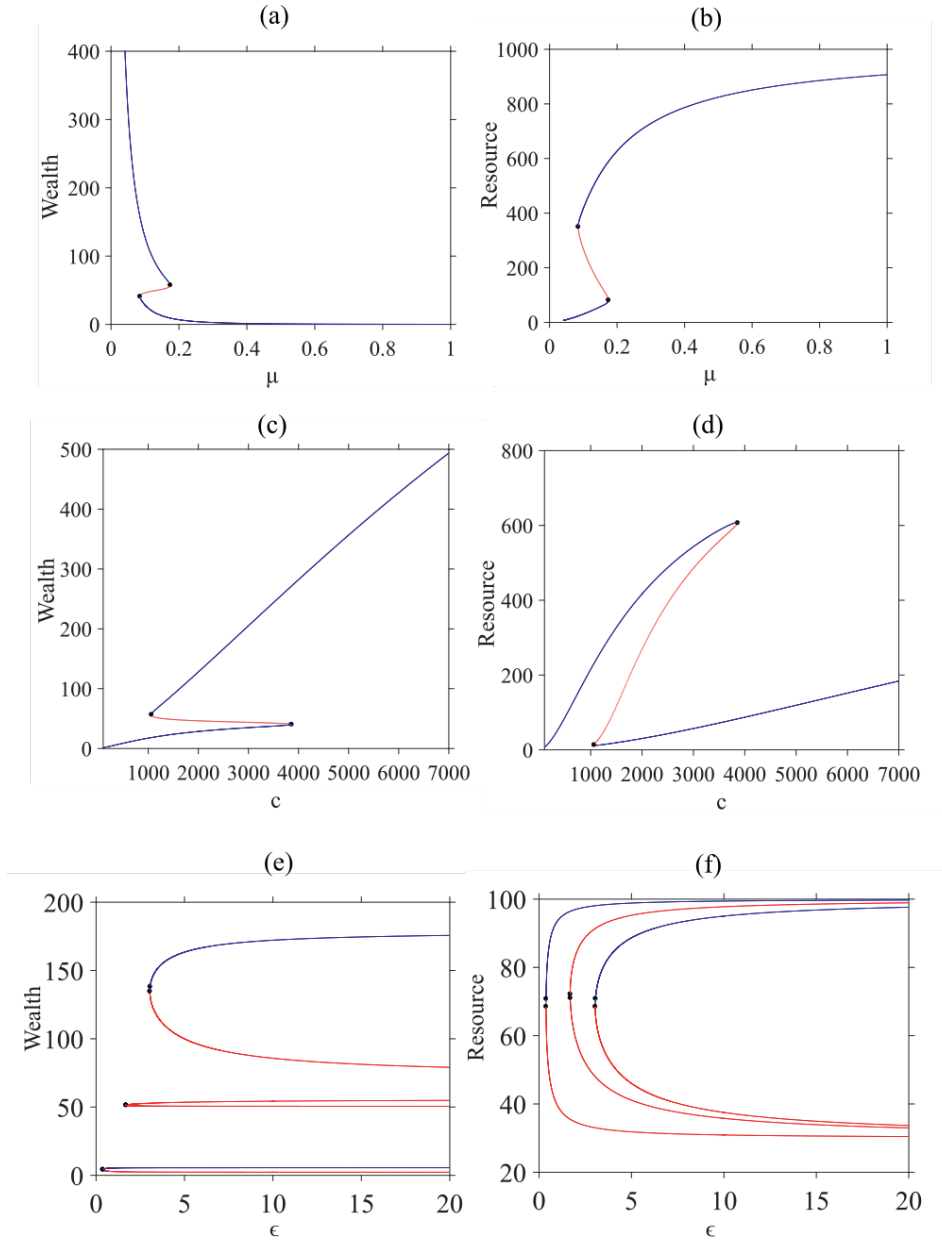 (a)
400
300
200
100
0
Wealth
0 0.2 0.4 0.6 0.8 1
μ
(b)
1000
800
600
400
200
0
Resource
0 0.2 0.4 0.6 0.8 1
μ
(c)
500
400
300
200
100
0
Wealth
1000 2000 3000 4000 5000 6000 7000
c
(d)
800
600
400
200
0
Resource
1000 2000 3000 4000 5000 6000 7000
c
(e)
200
150
100
50
0
Wealth
0 5 10 15 20
ϵ
(f)
100
80
60
40
20
Resource
0 5 10 15 20
ϵ